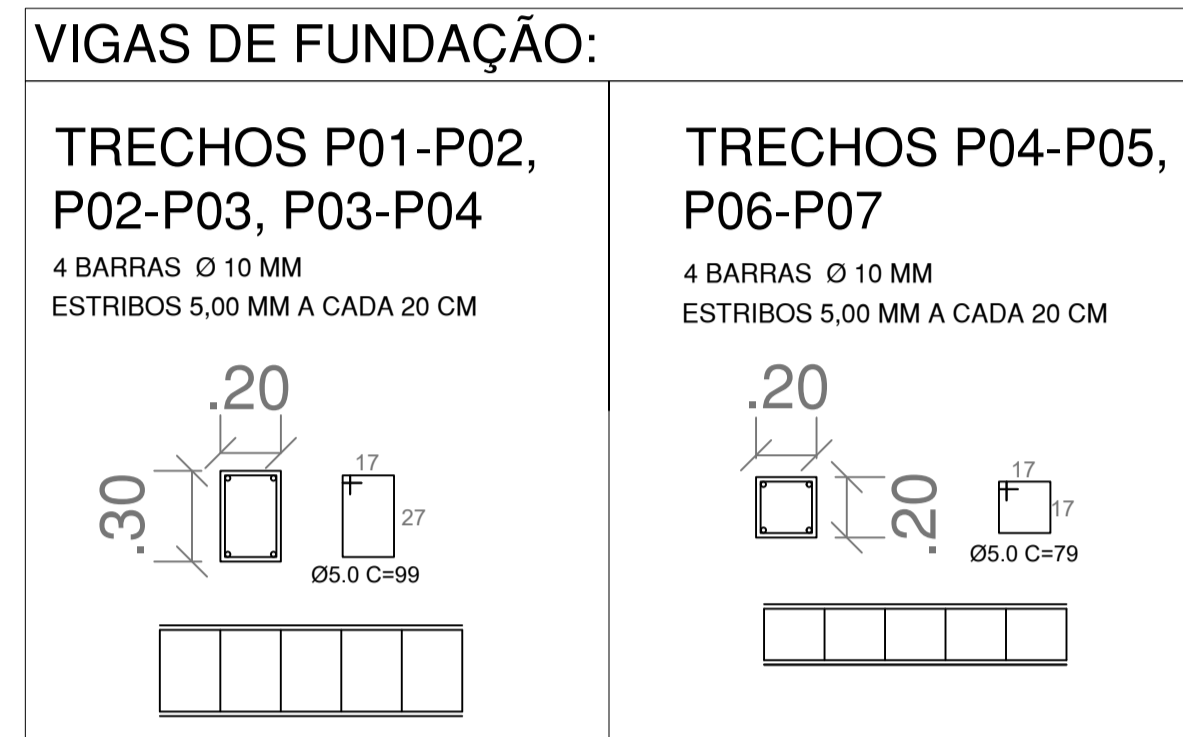 VIGAS DE FUNDAÇÃO:
TRECHOS P01-P02,
P02-P03, P03-P04
4 BARRAS Ø 10 MM
ESTRIBOS 5,00 MM A CADA 20 CM
.20
.30
17
27
Ø5.0 C=99
TRECHOS P04-P05,
P06-P07
4 BARRAS Ø 10 MM
ESTRIBOS 5,00 MM A CADA 20 CM
.20
.20
17
17
Ø5.0 C=79